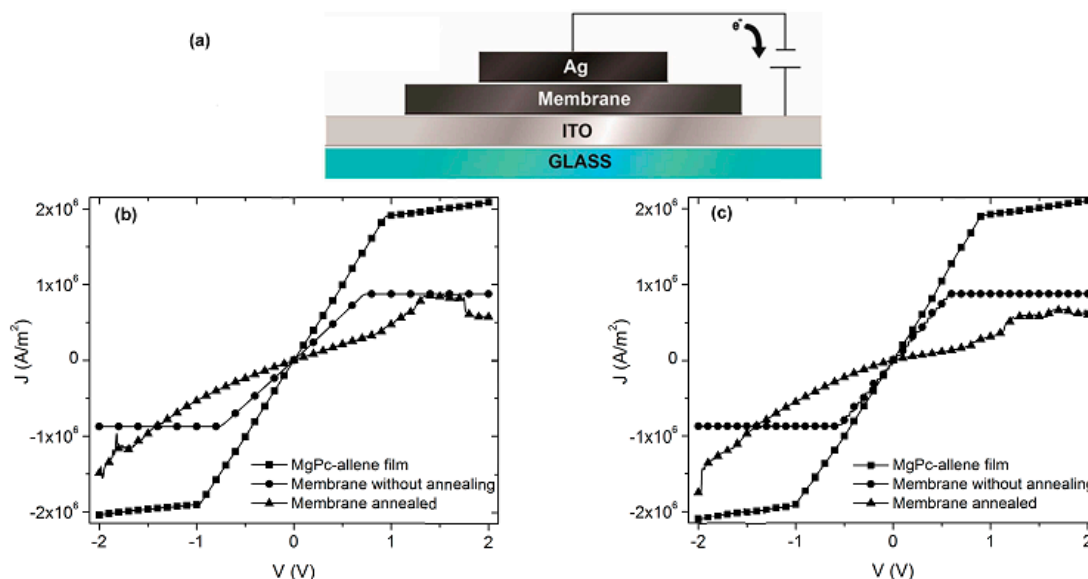 (a)
e⁻
Ag
Membrane
ITO
GLASS
(b)
2x10⁶
1x10⁶
0
-1x10⁶
-2x10⁶
J (A/m²)
MgPc-allene film
Membrane without annealing
Membrane annealed
-2 -1 0 1 2
V (V)
(c)
2x10⁶
1x10⁶
0
-1x10⁶
-2x10⁶
J (A/m²)
MgPc-allene film
Membrane without annealing
Membrane annealed
-2 -1 0 1 2
V (V)